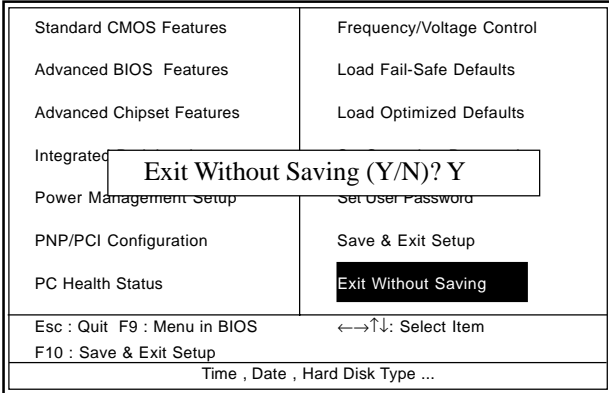 Standard CMOS Features
Advanced BIOS Features
Advanced Chipset Features
Integrated
Power Management Setup
PNP/PCI Configuration
PC Health Status
Frequency/Voltage Control
Load Fail-Safe Defaults
Load Optimized Defaults
Set User Password
Save & Exit Setup
Exit Without Saving
Exit Without Saving (Y/N)? Y
Esc : Quit F9 : Menu in BIOS ←→↑↓: Select Item
F10 : Save & Exit Setup
Time , Date , Hard Disk Type ...